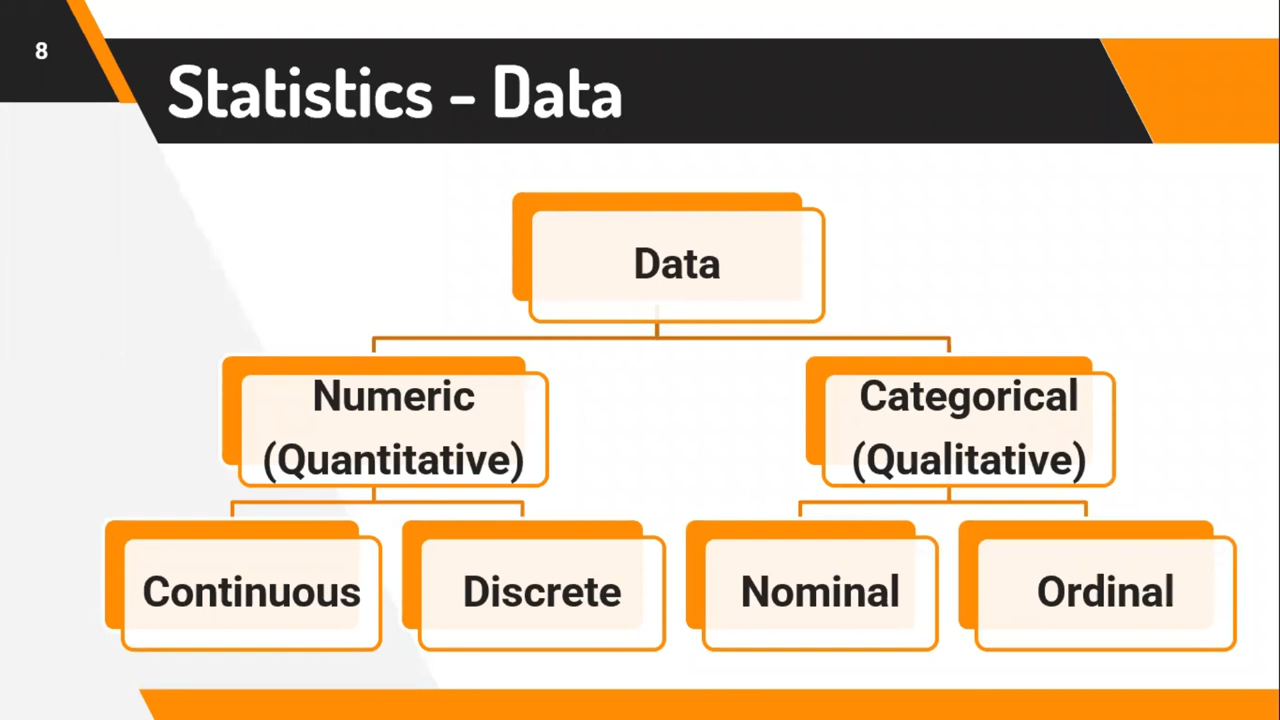 8
Statistics – Data
Data
Numeric
(Quantitative)
Categorical
(Qualitative)
Continuous
Discrete
Nominal
Ordinal